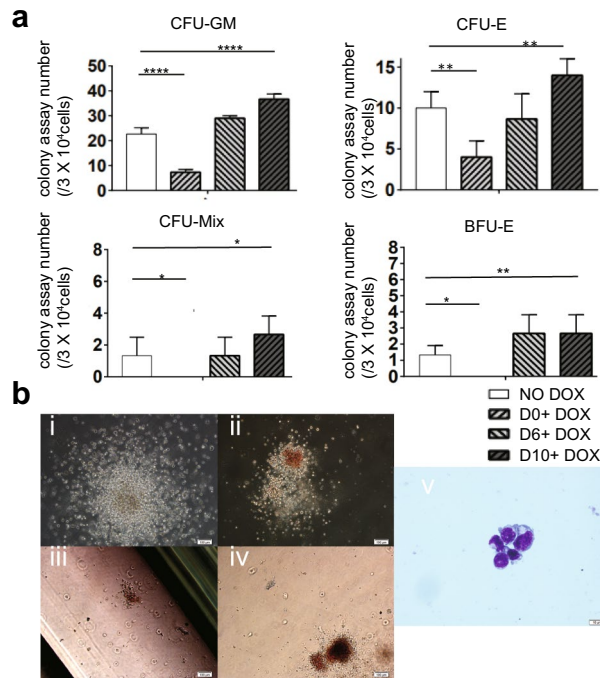 a
CFU-GM
colony assay number
(/3 X 10⁴cells)
50
40
30
20
10
0
****
****
CFU-E
colony assay number
(/3 X 10⁴cells)
15
10
5
0
**
**
CFU-Mix
colony assay number
(/3 X 10⁴cells)
8
6
4
2
0
*
*
BFU-E
colony assay number
(/3 X 10⁴cells)
8
7
6
5
4
3
2
1
0
*
**
NO DOX
D0+ DOX
D6+ DOX
D10+ DOX
b
i
ii
iii
iv
v